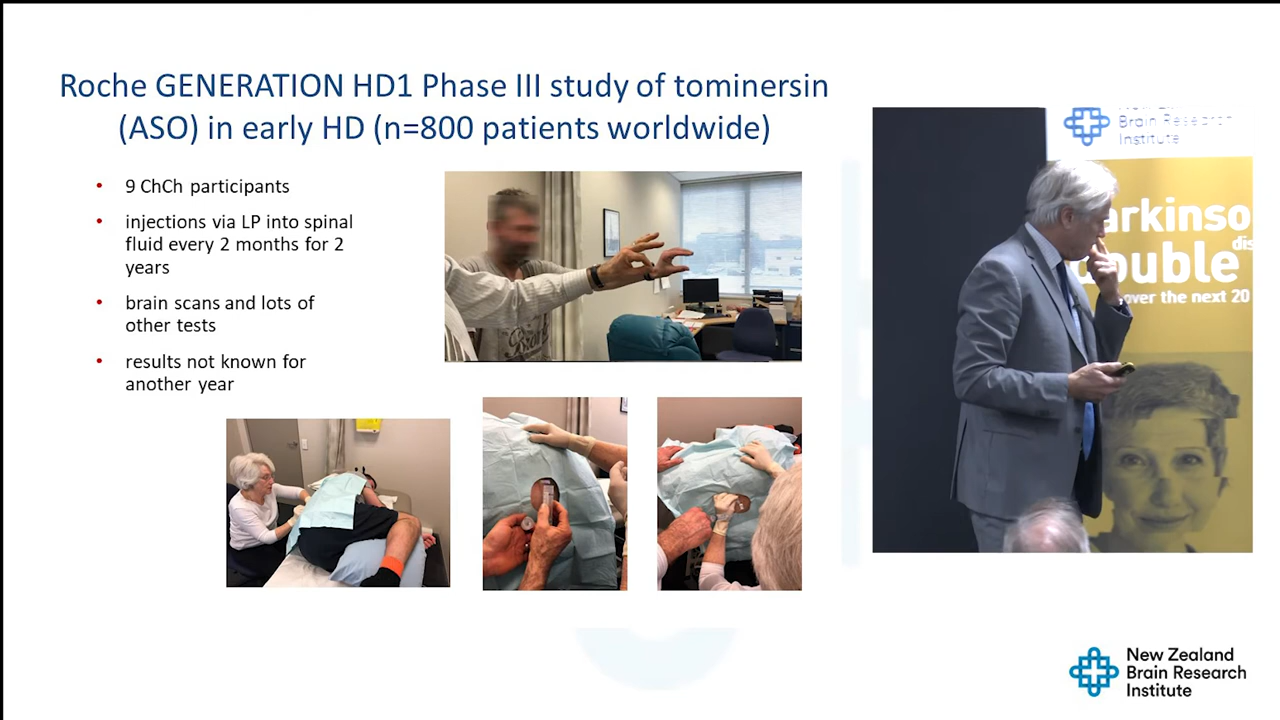 Roche GENERATION HD1 Phase III study of tominersin
(ASO) in early HD (n=800 patients worldwide)
• 9 ChCh participants
• injections via LP into spinal
fluid every 2 months for 2
years
• brain scans and lots of
other tests
• results not known for
another year
Brain Research
Institute
arkinso
dis
double
over the next 20
New Zealand
Brain Research
Institute